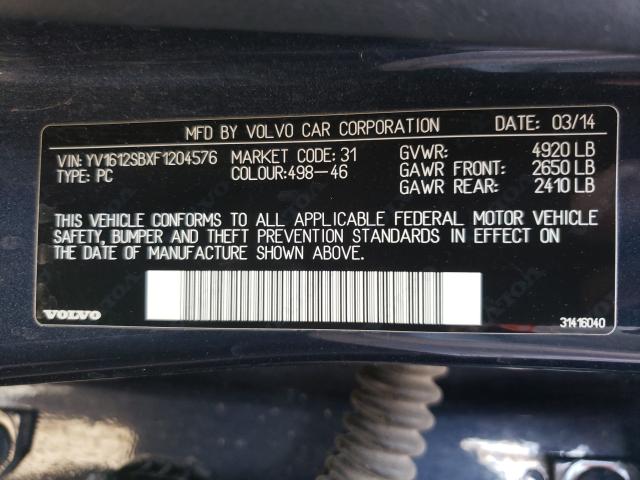 MFD BY VOLVO CAR CORPORATION DATE: 03/14
VIN: YV1612SBXF1204576 MARKET CODE: 31 GVWR: 4920 LB
TYPE: PC COLOUR:498-46 GAWR FRONT: 2650 LB
GAWR REAR: 2410 LB
THIS VEHICLE CONFORMS TO ALL APPLICABLE FEDERAL MOTOR VEHICLE
SAFETY, BUMPER AND THEFT PREVENTION STANDARDS IN EFFECT ON
THE DATE OF MANUFACTURE SHOWN ABOVE.
VOLVO 31416040